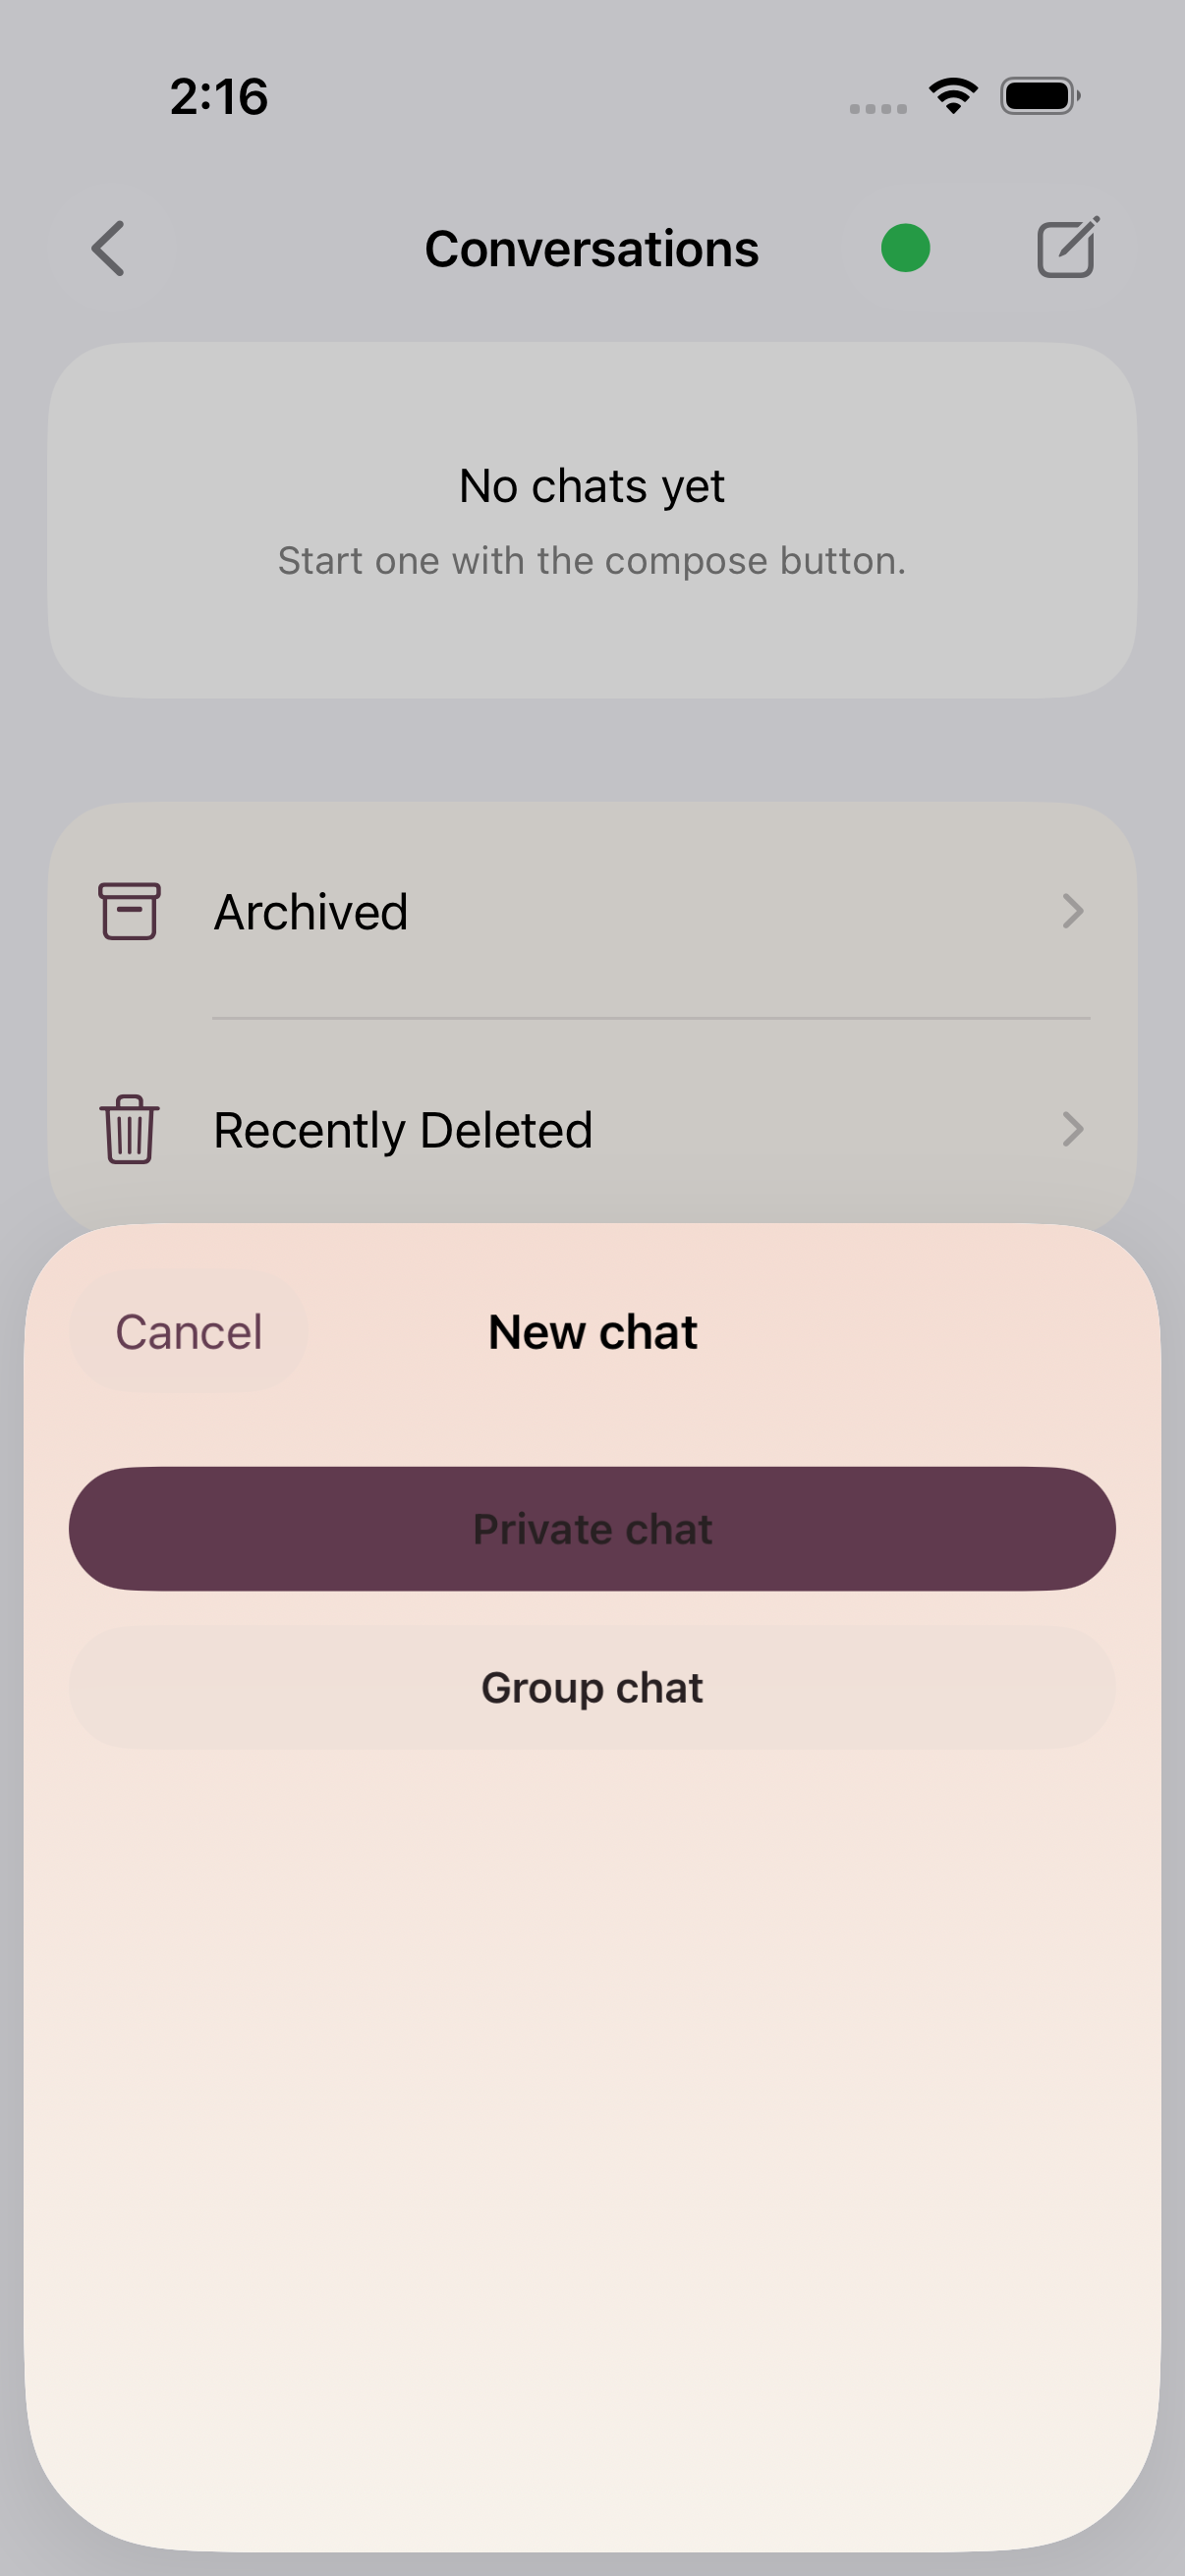 2:16
Conversations
No chats yet
Start one with the compose button.
Archived
Recently Deleted
Cancel
New chat
Private chat
Group chat